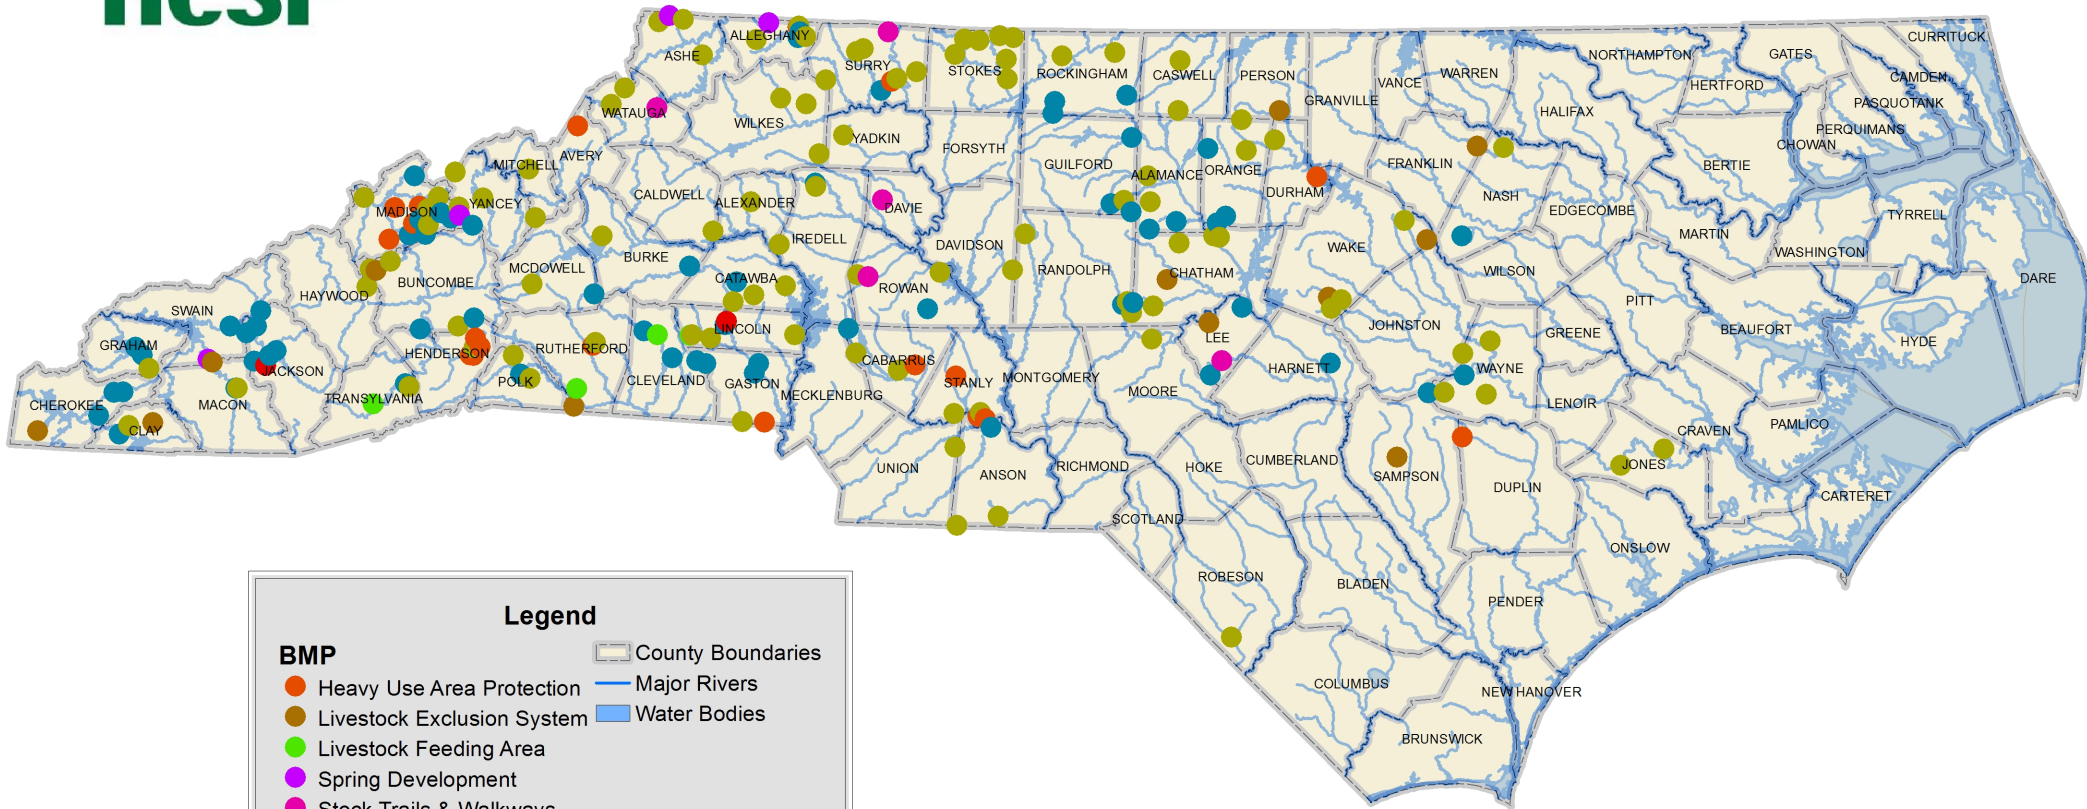 ncsf
ALLEGHANY
ASHE
SURRY
STOKES
ROCKINGHAM
CASWELL
PERSON
VANCE
WARREN
NORTHAMPTON
GATES
CURRITUCK
CAMDEN
HERTFORD
PASQUOTANK
GRANVILLE
HALIFAX
WATAUGA
WILKES
YADKIN
FORSYTH
GUILFORD
ALAMANCE
ORANGE
DURHAM
FRANKLIN
NASH
BERTIE
CHOWAN
PERQUIMANS
MITCHELL
AVERY
CALDWELL
ALEXANDER
DAVIE
EDGECOMBE
MADISON
YANCEY
IREDELL
DAVIDSON
WAKE
MARTIN
TYRRELL
WASHINGTON
BUNCOMBE
MCDOWELL
BURKE
CATAWBA
ROWAN
RANDOLPH
CHATHAM
WILSON
DARE
HAYWOOD
SWAIN
PITT
GRAHAM
JACKSON
HENDERSON
RUTHERFORD
LINCOLN
CABARRUS
LEE
JOHNSTON
GREENE
BEAUFORT
HYDE
CHEROKEE
CLAY
MACON
TRANSYLVANIA
POLK
CLEVELAND
GASTON
MECKLENBURG
STANLY
MONTGOMERY
MOORE
HARNETT
WAYNE
LENOIR
CRAVEN
PAMLICO
UNION
ANSON
RICHMOND
HOKE
CUMBERLAND
SAMPSON
DUPLIN
JONES
CARTERET
SCOTLAND
ROBESON
BLADEN
ONSLOW
PENDER
COLUMBUS
NEW HANOVER
BRUNSWICK
Legend
BMP
Heavy Use Area Protection
Livestock Exclusion System
Livestock Feeding Area
Spring Development
Stock Trails & Walkways
County Boundaries
Major Rivers
Water Bodies